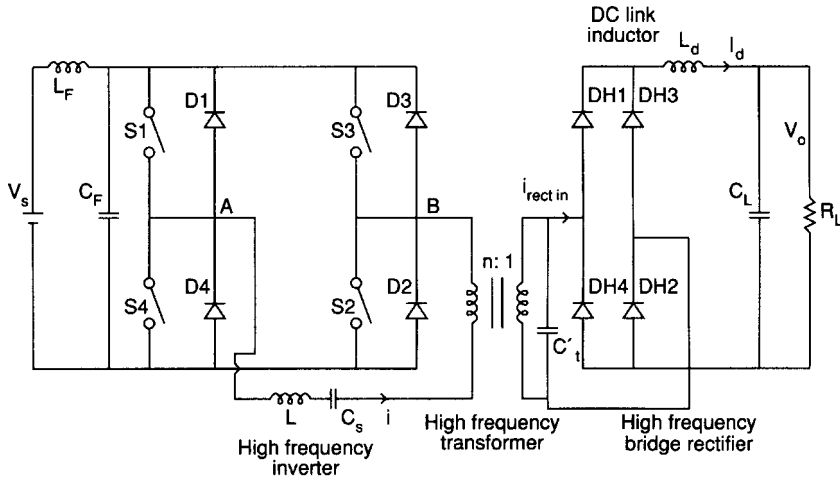 DC link
inductor
L_F
L_d
I_d
D1
D3
DH1
DH3
S1
S3
V_o
V_s
C_F
A
B
i_rect in
C_L
R_L
n: 1
D4
D2
DH4
DH2
S4
S2
C'_t
L
C_s
i
High frequency
inverter
High frequency
transformer
High frequency
bridge rectifier